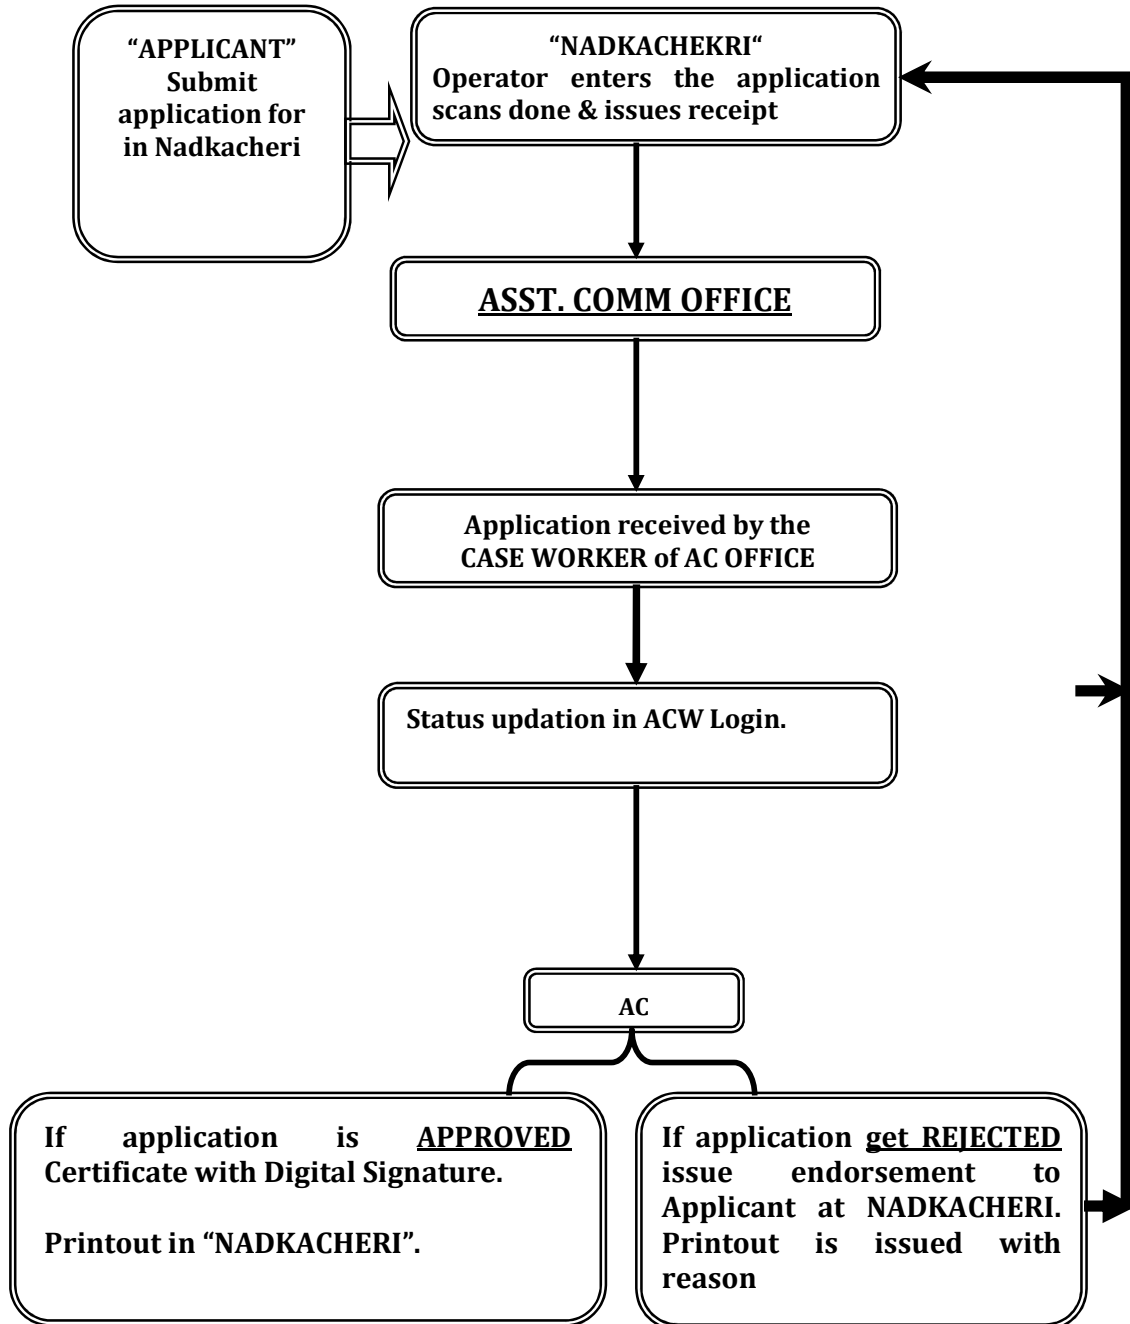 “APPLICANT”
Submit
application for
in Nadkacheri
“NADKACHEKRI“
Operator enters the application
scans done & issues receipt
ASST. COMM OFFICE
Application received by the
CASE WORKER of AC OFFICE
Status updation in ACW Login.
AC
If application is APPROVED
Certificate with Digital Signature.
Printout in “NADKACHERI”.
If application get REJECTED
issue endorsement to
Applicant at NADKACHERI.
Printout is issued with
reason